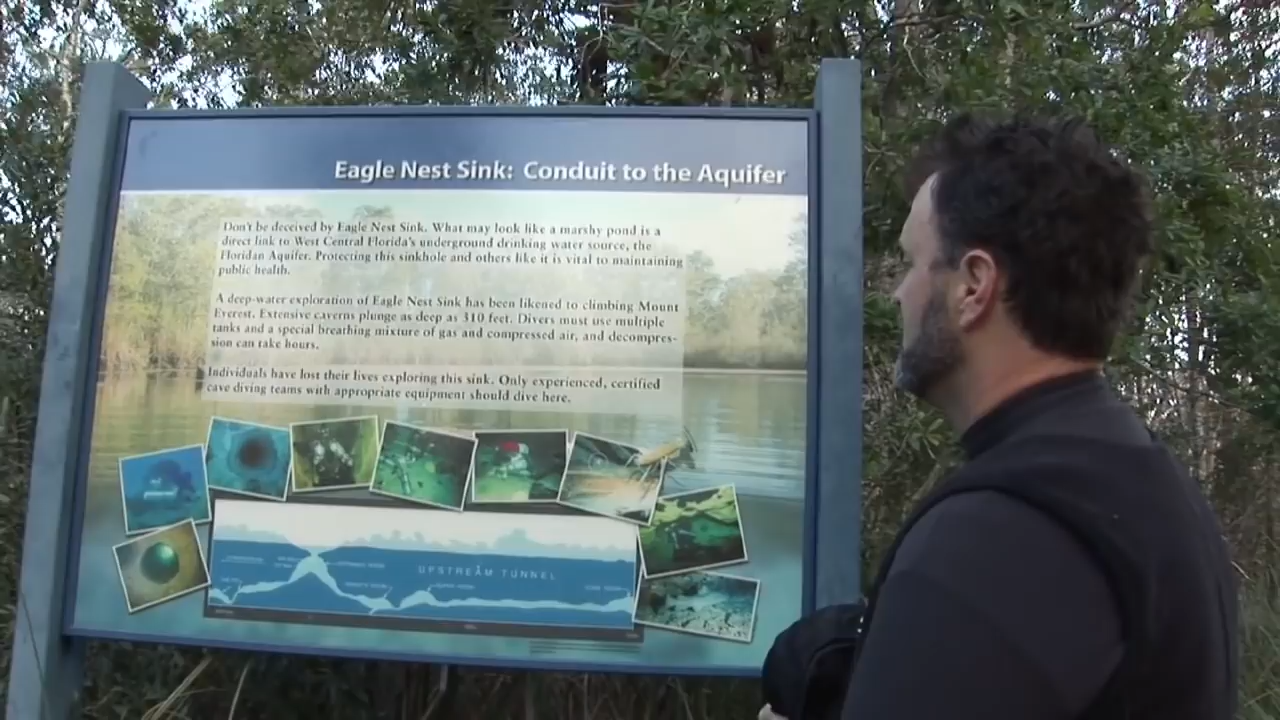 Eagle Nest Sink: Conduit to the Aquifer
Don't be deceived by Eagle Nest Sink. What may look like a marshy pond is a
direct link to West Central Florida's underground drinking water source, the
Floridan Aquifer. Protecting this sinkhole and others like it is vital to maintaining
public health.
A deep-water exploration of Eagle Nest Sink has been likened to climbing Mount
Everest. Extensive caverns plunge as deep as 310 feet. Divers must use multiple
tanks and a special breathing mixture of gas and compressed air, and decompres-
sion can take hours.
Individuals have lost their lives exploring this sink. Only experienced, certified
cave diving teams with appropriate equipment should dive here.
UPSTREAM TUNNEL